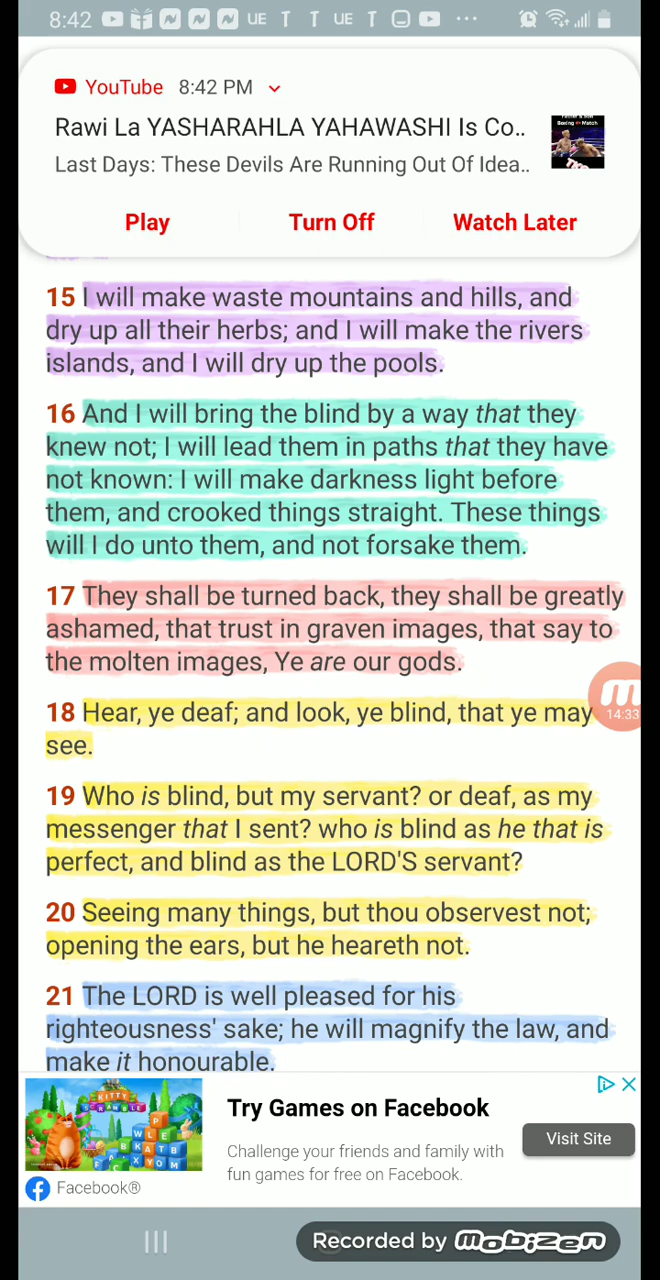 8:42 UE T T UE T ...
YouTube 8:42 PM
Rawi La YASHARAHLA YAHAWASHI Is Co..
Last Days: These Devils Are Running Out Of Idea..
Play Turn Off Watch Later
15 I will make waste mountains and hills, and
dry up all their herbs; and I will make the rivers
islands, and I will dry up the pools.
16 And I will bring the blind by a way that they
knew not; I will lead them in paths that they have
not known: I will make darkness light before
them, and crooked things straight. These things
will I do unto them, and not forsake them.
17 They shall be turned back, they shall be greatly
ashamed, that trust in graven images, that say to
the molten images, Ye are our gods.
18 Hear, ye deaf; and look, ye blind, that ye may
see.
14:33
19 Who is blind, but my servant? or deaf, as my
messenger that I sent? who is blind as he that is
perfect, and blind as the LORD'S servant?
20 Seeing many things, but thou observest not;
opening the ears, but he heareth not.
21 The LORD is well pleased for his
righteousness' sake; he will magnify the law, and
make it honourable.
KITTY
SCRAMBLE
Try Games on Facebook
Challenge your friends and family with
fun games for free on Facebook.
Visit Site
Facebook®
Recorded by mobizen